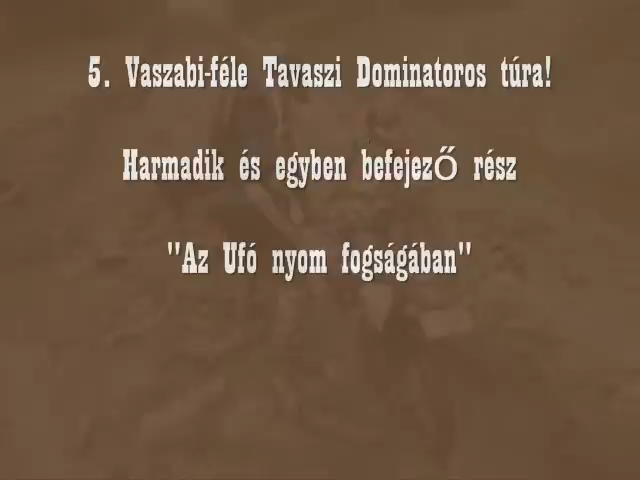 5. Vaszabi-féle Tavaszi Dominatoros túra!
Harmadik és egyben befejező rész
"Az Ufó nyom fogságában"